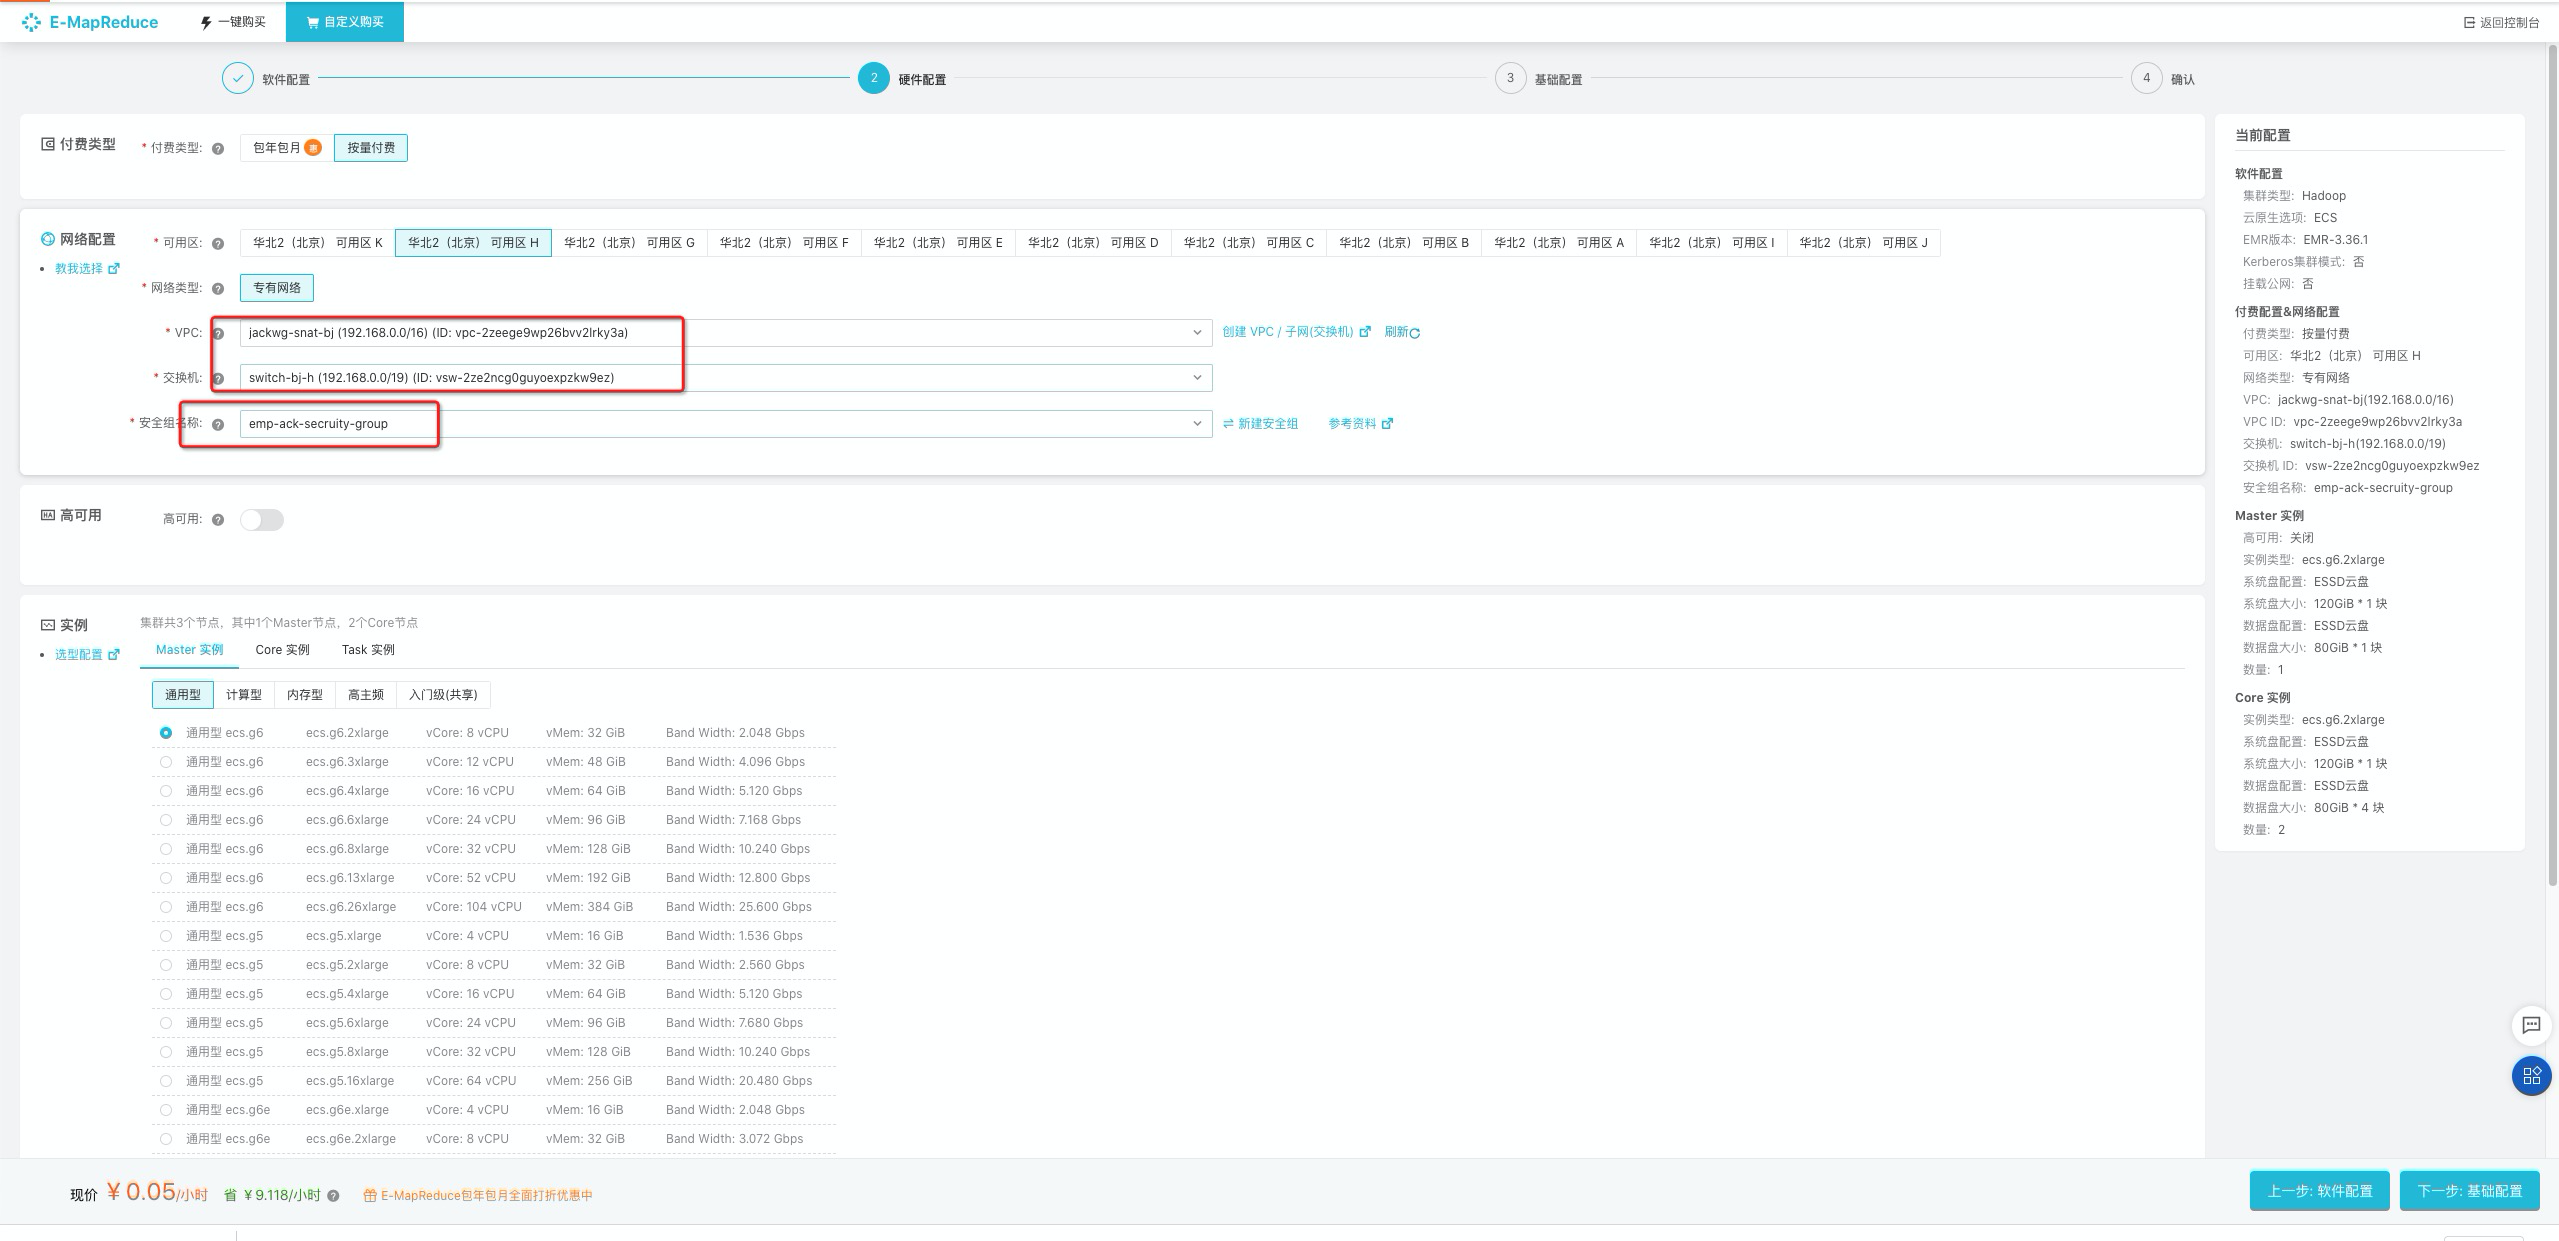 E-MapReduce 一键购买 自定义购买 返回控制台
软件配置 2 硬件配置 3 基础配置 4 确认
付费类型 * 付费类型: 包年包月 惠 按量付费
网络配置 * 可用区: 华北2（北京） 可用区 K 华北2（北京） 可用区 H 华北2（北京） 可用区 G 华北2（北京） 可用区 F 华北2（北京） 可用区 E 华北2（北京） 可用区 D 华北2（北京） 可用区 C 华北2（北京） 可用区 B 华北2（北京） 可用区 A 华北2（北京） 可用区 I 华北2（北京） 可用区 J
• 教我选择
* 网络类型: 专有网络
* VPC: jackwg-snat-bj (192.168.0.0/16) (ID: vpc-2zeege9wp26bvv2lrky3a) 创建 VPC / 子网(交换机) 刷新
* 交换机: switch-bj-h (192.168.0.0/19) (ID: vsw-2ze2ncg0guyoexpzkw9ez)
* 安全组名称: emp-ack-secruity-group 新建安全组 参考资料
HA 高可用 高可用:
实例 集群共3个节点，其中1个Master节点，2个Core节点
• 选型配置
Master 实例 Core 实例 Task 实例
通用型 计算型 内存型 高主频 入门级(共享)
通用型 ecs.g6 ecs.g6.2xlarge vCore: 8 vCPU vMem: 32 GiB Band Width: 2.048 Gbps
通用型 ecs.g6 ecs.g6.3xlarge vCore: 12 vCPU vMem: 48 GiB Band Width: 4.096 Gbps
通用型 ecs.g6 ecs.g6.4xlarge vCore: 16 vCPU vMem: 64 GiB Band Width: 5.120 Gbps
通用型 ecs.g6 ecs.g6.6xlarge vCore: 24 vCPU vMem: 96 GiB Band Width: 7.168 Gbps
通用型 ecs.g6 ecs.g6.8xlarge vCore: 32 vCPU vMem: 128 GiB Band Width: 10.240 Gbps
通用型 ecs.g6 ecs.g6.13xlarge vCore: 52 vCPU vMem: 192 GiB Band Width: 12.800 Gbps
通用型 ecs.g6 ecs.g6.26xlarge vCore: 104 vCPU vMem: 384 GiB Band Width: 25.600 Gbps
通用型 ecs.g5 ecs.g5.xlarge vCore: 4 vCPU vMem: 16 GiB Band Width: 1.536 Gbps
通用型 ecs.g5 ecs.g5.2xlarge vCore: 8 vCPU vMem: 32 GiB Band Width: 2.560 Gbps
通用型 ecs.g5 ecs.g5.4xlarge vCore: 16 vCPU vMem: 64 GiB Band Width: 5.120 Gbps
通用型 ecs.g5 ecs.g5.6xlarge vCore: 24 vCPU vMem: 96 GiB Band Width: 7.680 Gbps
通用型 ecs.g5 ecs.g5.8xlarge vCore: 32 vCPU vMem: 128 GiB Band Width: 10.240 Gbps
通用型 ecs.g5 ecs.g5.16xlarge vCore: 64 vCPU vMem: 256 GiB Band Width: 20.480 Gbps
通用型 ecs.g6e ecs.g6e.xlarge vCore: 4 vCPU vMem: 16 GiB Band Width: 2.048 Gbps
通用型 ecs.g6e ecs.g6e.2xlarge vCore: 8 vCPU vMem: 32 GiB Band Width: 3.072 Gbps
当前配置
软件配置
集群类型: Hadoop
云原生选项: ECS
EMR版本: EMR-3.36.1
Kerberos集群模式: 否
挂载公网: 否
付费配置&网络配置
付费类型: 按量付费
可用区: 华北2（北京） 可用区 H
网络类型: 专有网络
VPC: jackwg-snat-bj(192.168.0.0/16)
VPC ID: vpc-2zeege9wp26bvv2lrky3a
交换机: switch-bj-h(192.168.0.0/19)
交换机 ID: vsw-2ze2ncg0guyoexpzkw9ez
安全组名称: emp-ack-secruity-group
Master 实例
高可用: 关闭
实例类型: ecs.g6.2xlarge
系统盘配置: ESSD云盘
系统盘大小: 120GiB * 1 块
数据盘配置: ESSD云盘
数据盘大小: 80GiB * 1 块
数量: 1
Core 实例
实例类型: ecs.g6.2xlarge
系统盘配置: ESSD云盘
系统盘大小: 120GiB * 1 块
数据盘配置: ESSD云盘
数据盘大小: 80GiB * 4 块
数量: 2
现价 ¥ 0.05/小时 省 ¥ 9.118/小时 E-MapReduce包年包月全面打折优惠中 上一步: 软件配置 下一步: 基础配置